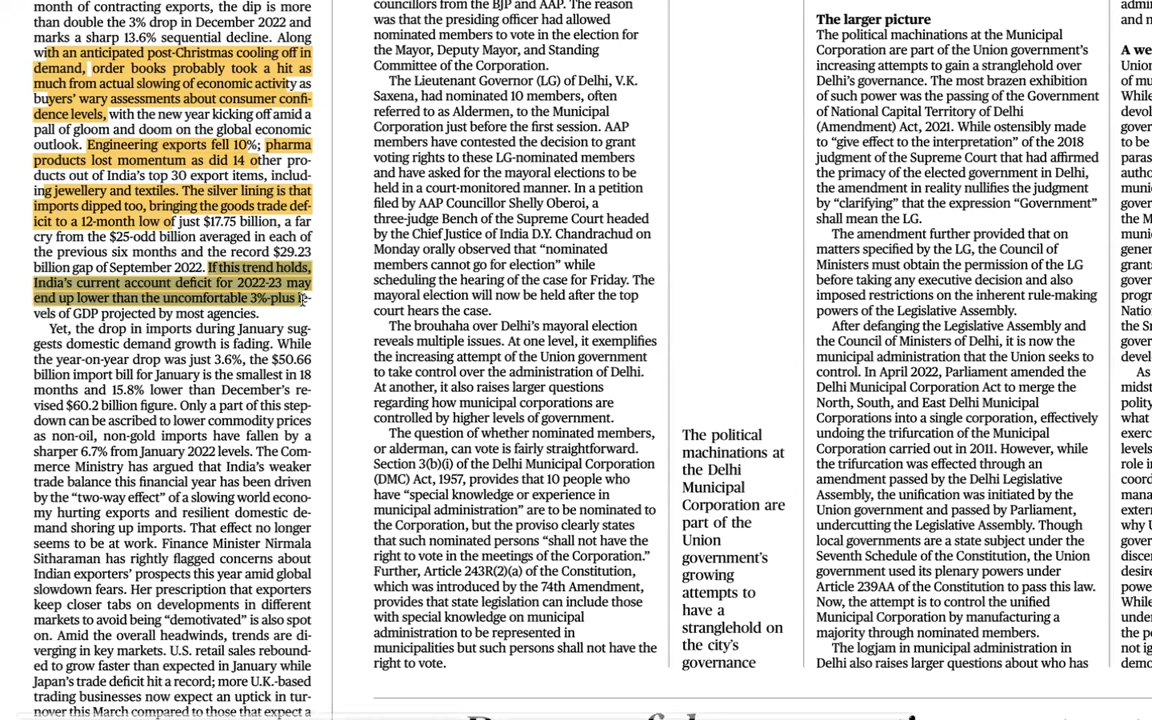 month of contracting exports, the dip is more
than double the 3% drop in December 2022 and
marks a sharp 13.6% sequential decline. Along
with an anticipated post-Christmas cooling off in
demand, order books probably took a hit as
much from actual slowing of economic activity as
buyers’ wary assessments about consumer confi-
dence levels, with the new year kicking off amid a
pall of gloom and doom on the global economic
outlook. Engineering exports fell 10%; pharma
products lost momentum as did 14 other pro-
ducts out of India’s top 30 export items, includ-
ing jewellery and textiles. The silver lining is that
imports dipped too, bringing the goods trade def-
icit to a 12-month low of just $17.75 billion, a far
cry from the $25-odd billion averaged in each of
the previous six months and the record $29.23
billion gap of September 2022. If this trend holds,
India’s current account deficit for 2022-23 may
end up lower than the uncomfortable 3%-plus le-
vels of GDP projected by most agencies.
Yet, the drop in imports during January sug-
gests domestic demand growth is fading. While
the year-on-year drop was just 3.6%, the $50.66
billion import bill for January is the smallest in 18
months and 15.8% lower than December’s re-
vised $60.2 billion figure. Only a part of this step-
down can be ascribed to lower commodity prices
as non-oil, non-gold imports have fallen by a
sharper 6.7% from January 2022 levels. The Com-
merce Ministry has argued that India’s weaker
trade balance this financial year has been driven
by the “two-way effect” of a slowing world econo-
my hurting exports and resilient domestic de-
mand shoring up imports. That effect no longer
seems to be at work. Finance Minister Nirmala
Sitharaman has rightly flagged concerns about
Indian exporters’ prospects this year amid global
slowdown fears. Her prescription that exporters
keep closer tabs on developments in different
markets to avoid being “demotivated” is also spot
on. Amid the overall headwinds, trends are di-
verging in key markets. U.S. retail sales rebound-
ed to grow faster than expected in January while
Japan’s trade deficit hit a record; more U.K.-based
trading businesses now expect an uptick in tur-
nover this March compared to those that expect a
councillors from the BJP and AAP. The reason
was that the presiding officer had allowed
nominated members to vote in the election for
the Mayor, Deputy Mayor, and Standing
Committee of the Corporation.
The Lieutenant Governor (LG) of Delhi, V.K.
Saxena, had nominated 10 members, often
referred to as Aldermen, to the Municipal
Corporation just before the first session. AAP
members have contested the decision to grant
voting rights to these LG-nominated members
and have asked for the mayoral elections to be
held in a court-monitored manner. In a petition
filed by AAP Councillor Shelly Oberoi, a
three-judge Bench of the Supreme Court headed
by the Chief Justice of India D.Y. Chandrachud on
Monday orally observed that “nominated
members cannot go for election” while
scheduling the hearing of the case for Friday. The
mayoral election will now be held after the top
court hears the case.
The brouhaha over Delhi’s mayoral election
reveals multiple issues. At one level, it exemplifies
the increasing attempt of the Union government
to take control over the administration of Delhi.
At another, it also raises larger questions
regarding how municipal corporations are
controlled by higher levels of government.
The question of whether nominated members,
or alderman, can vote is fairly straightforward.
Section 3(b)(i) of the Delhi Municipal Corporation
(DMC) Act, 1957, provides that 10 people who
have “special knowledge or experience in
municipal administration” are to be nominated to
the Corporation, but the proviso clearly states
that such nominated persons “shall not have the
right to vote in the meetings of the Corporation.”
Further, Article 243R(2)(a) of the Constitution,
which was introduced by the 74th Amendment,
provides that state legislation can include those
with special knowledge on municipal
administration to be represented in
municipalities but such persons shall not have the
right to vote.
The political
machinations at
the Delhi
Municipal
Corporation are
part of the
Union
government’s
growing
attempts to
have a
stranglehold on
the city’s
governance
The larger picture
The political machinations at the Municipal
Corporation are part of the Union government’s
increasing attempts to gain a stranglehold over
Delhi’s governance. The most brazen exhibition
of such power was the passing of the Government
of National Capital Territory of Delhi
(Amendment) Act, 2021. While ostensibly made
to “give effect to the interpretation” of the 2018
judgment of the Supreme Court that had affirmed
the primacy of the elected government in Delhi,
the amendment in reality nullifies the judgment
by “clarifying” that the expression “Government”
shall mean the LG.
The amendment further provided that on
matters specified by the LG, the Council of
Ministers must obtain the permission of the LG
before taking any executive decision and also
imposed restrictions on the inherent rule-making
powers of the Legislative Assembly.
After defanging the Legislative Assembly and
the Council of Ministers of Delhi, it is now the
municipal administration that the Union seeks to
control. In April 2022, Parliament amended the
Delhi Municipal Corporation Act to merge the
North, South, and East Delhi Municipal
Corporations into a single corporation, effectively
undoing the trifurcation of the Municipal
Corporation carried out in 2011. However, while
the trifurcation was effected through an
amendment passed by the Delhi Legislative
Assembly, the unification was initiated by the
Union government and passed by Parliament,
undercutting the Legislative Assembly. Though
local governments are a state subject under the
Seventh Schedule of the Constitution, the Union
government used its plenary powers under
Article 239AA of the Constitution to pass this law.
Now, the attempt is to control the unified
Municipal Corporation by manufacturing a
majority through nominated members.
The logjam in municipal administration in
Delhi also raises larger questions about who has